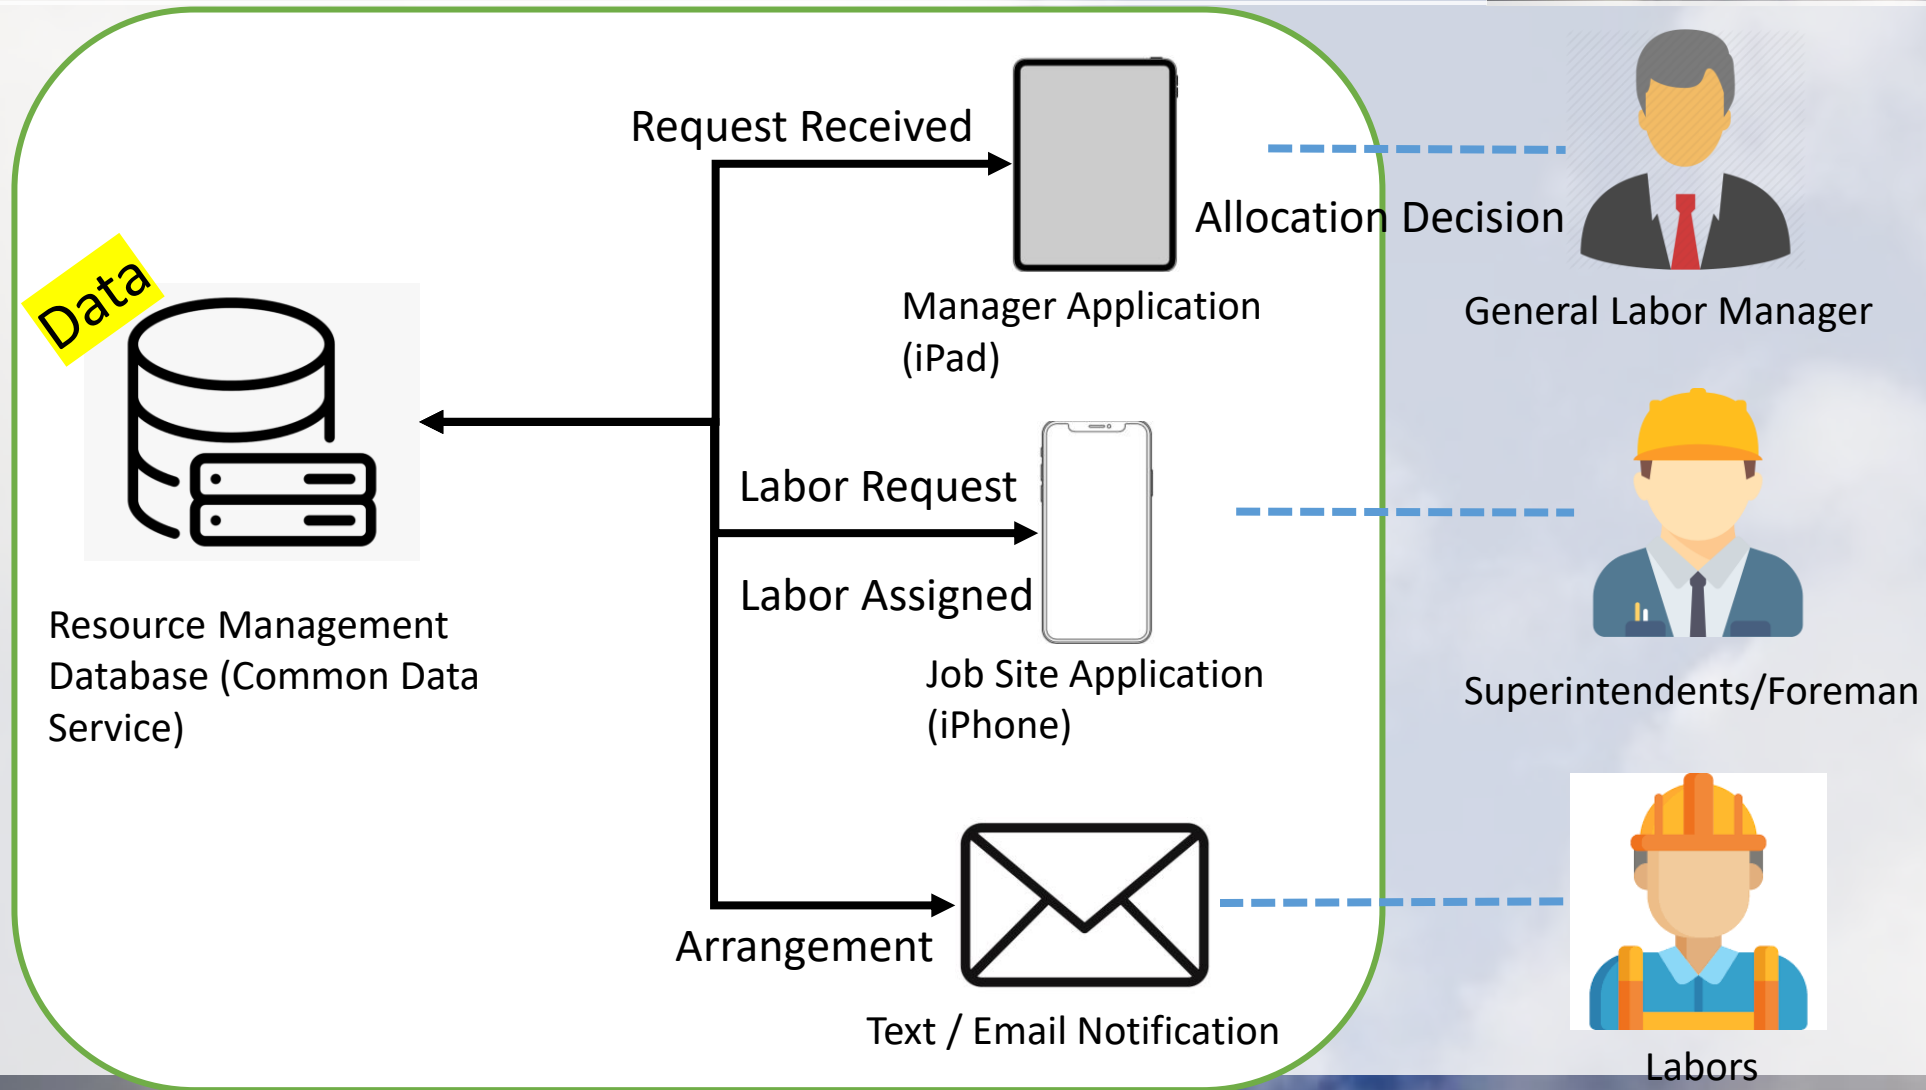 Request Received
Allocation Decision
Data
Manager Application
(iPad)
General Labor Manager
Labor Request
Labor Assigned
Resource Management
Database (Common Data
Service)
Job Site Application
(iPhone)
Superintendents/Foreman
Arrangement
Text / Email Notification
Labors